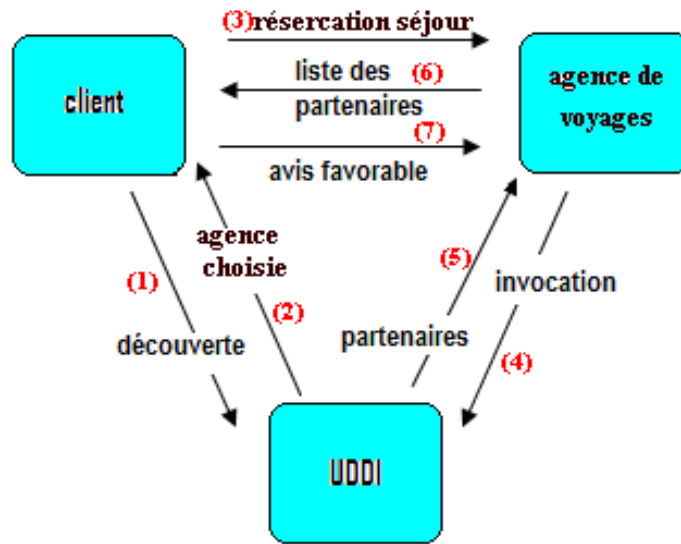 (3) résercation séjour
client
liste des (6)
partenaires
(7)
avis favorable
agence de
voyages
agence
choisie
(1)
(2)
découverte
(5)
invocation
partenaires
(4)
UDDI